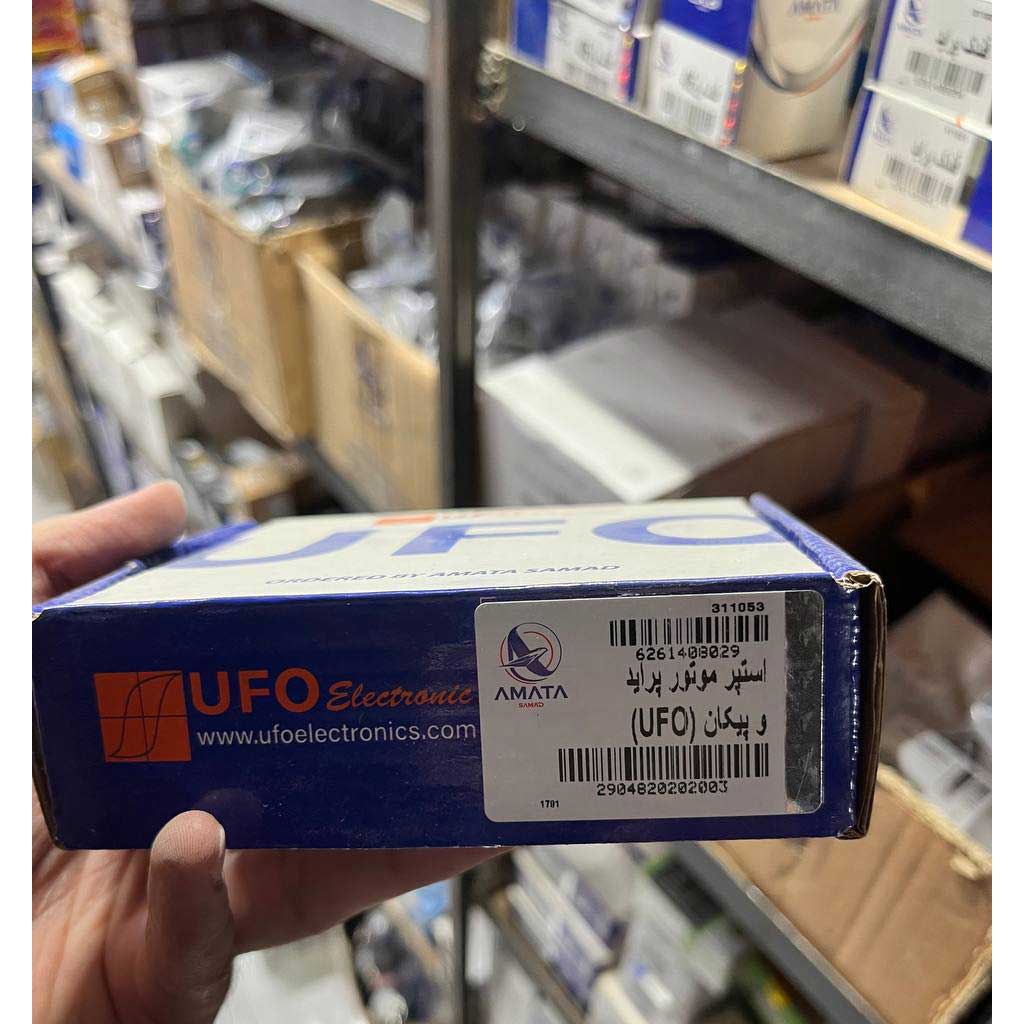 AMATA
UFO
ORDERED BY AMATA SAMAD
UFO Electronic
www.ufoelectronics.com
AMATA
SAMAD
311053
6261408029
استپر موتور پراید
و پیکان (UFO)
2904820202003
1701